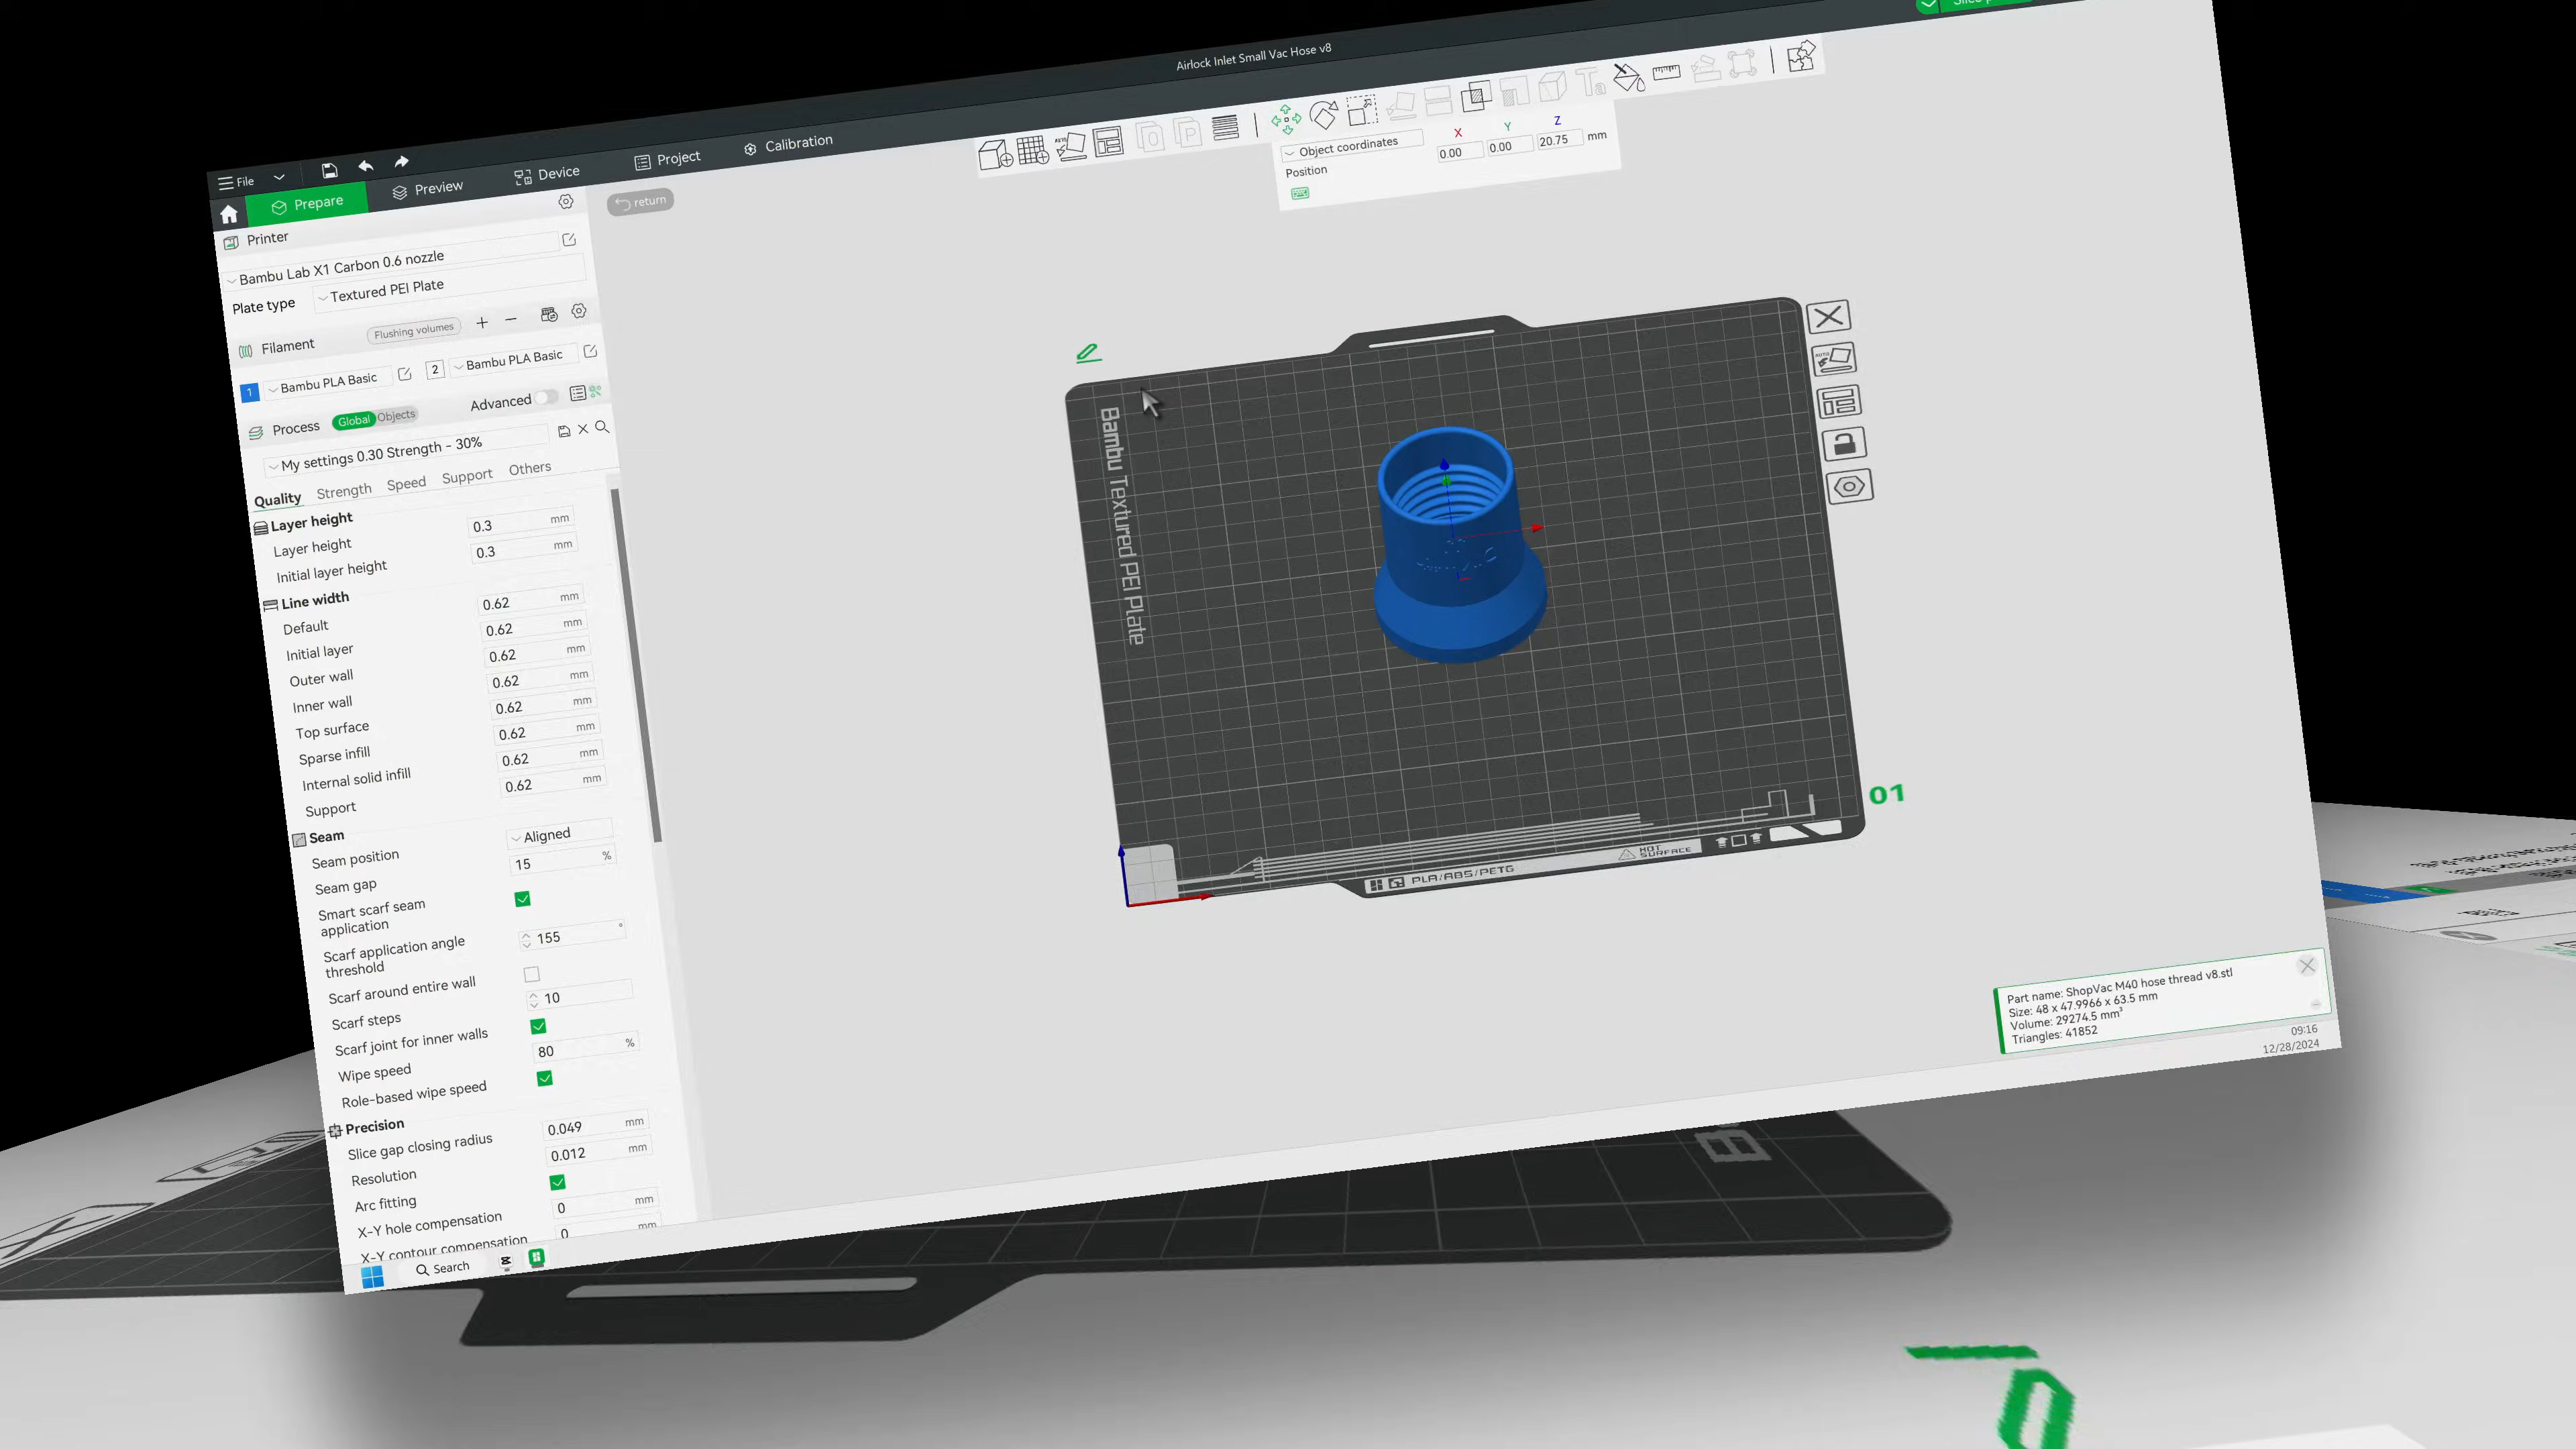 Airlock Inlet Small Vac Hose v8
File
Prepare
Preview
Device
Project
Calibration
return
Object coordinates
X
Y
Z
Position
0.00
0.00
20.75
mm
Printer
Bambu Lab X1 Carbon 0.6 nozzle
Plate type
Textured PEI Plate
Filament
Flushing volumes
1
Bambu PLA Basic
2
Bambu PLA Basic
Process
Global
Objects
Advanced
My settings 0.30 Strength - 30%
Quality
Strength
Speed
Support
Others
Layer height
Layer height
0.3 mm
Initial layer height
0.3 mm
Line width
Default
0.62 mm
Initial layer
0.62 mm
Outer wall
0.62 mm
Inner wall
0.62 mm
Top surface
0.62 mm
Sparse infill
0.62 mm
Internal solid infill
0.62 mm
Support
0.62 mm
Seam
Seam position
Aligned
Seam gap
15 %
Smart scarf seam
application
Scarf application angle
threshold
155 °
Scarf around entire wall
Scarf steps
10
Scarf joint for inner walls
Wipe speed
80 %
Role-based wipe speed
Precision
Slice gap closing radius
0.049 mm
Resolution
0.012 mm
Arc fitting
X-Y hole compensation
0 mm
X-Y contour compensation
0 mm
Search
Bambu Textured PEI Plate
AUTO
01
PLA/ABS/PETG
HOT
SURFACE
Part name: ShopVac M40 hose thread v8.stl
Size: 48 x 47.9966 x 63.5 mm
Volume: 29274.5 mm³
Triangles: 41852
09:16
12/28/2024